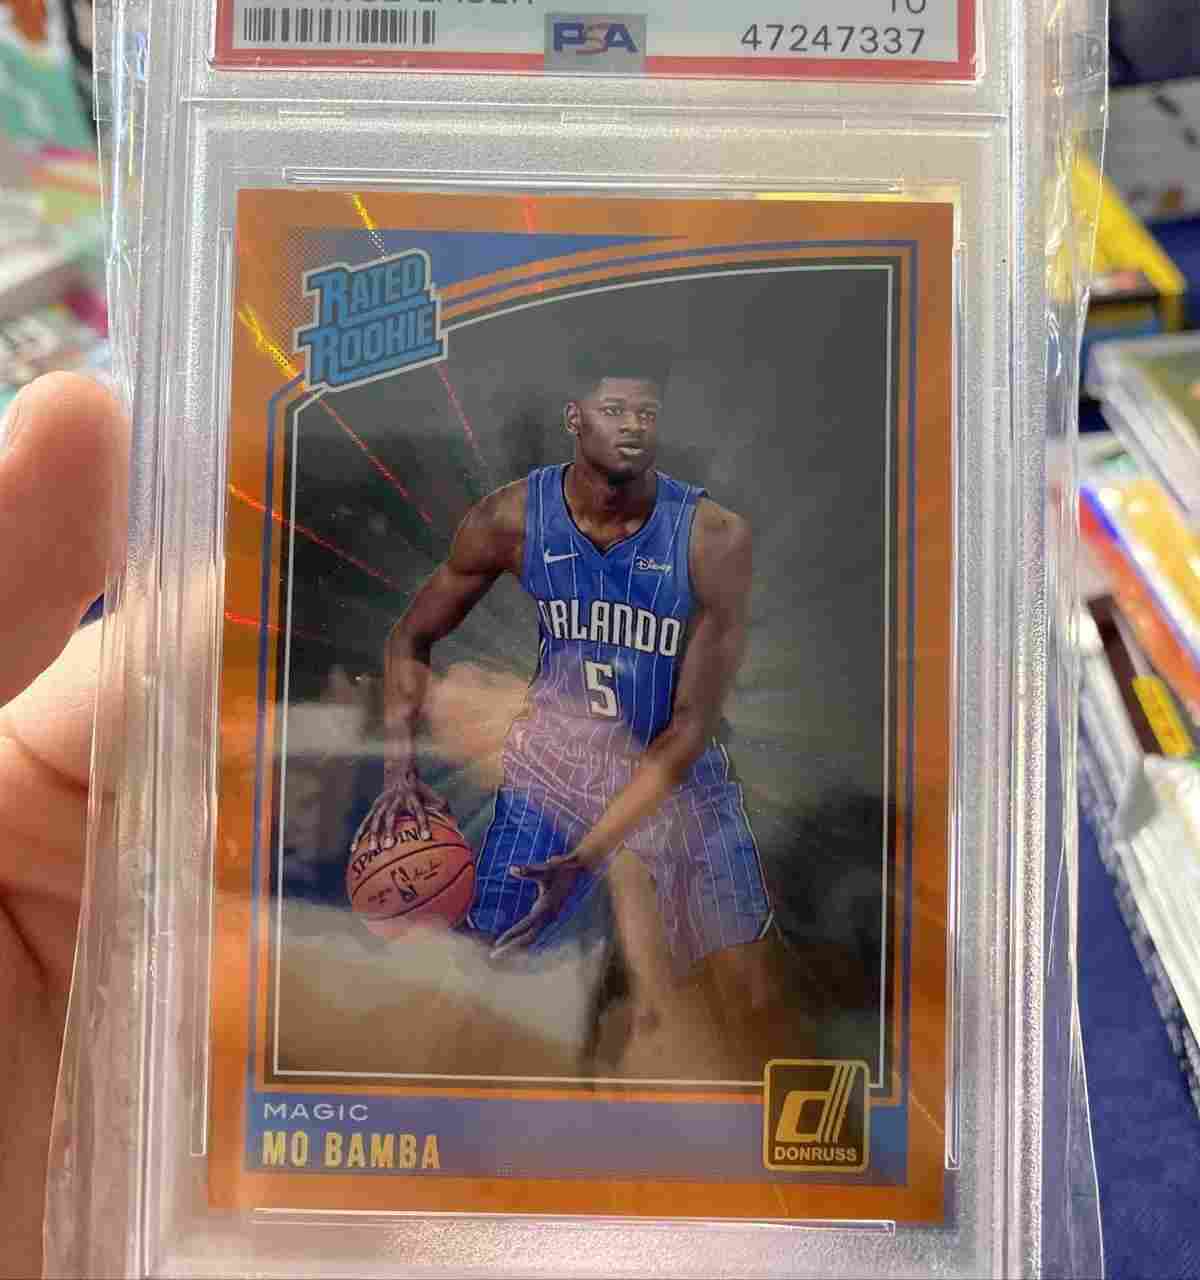 10
PSA
47247337
RATED
ROOKIE
Disney
ORLANDO
5
SPALDING
MAGIC
MO BAMBA
d
DONRUSS